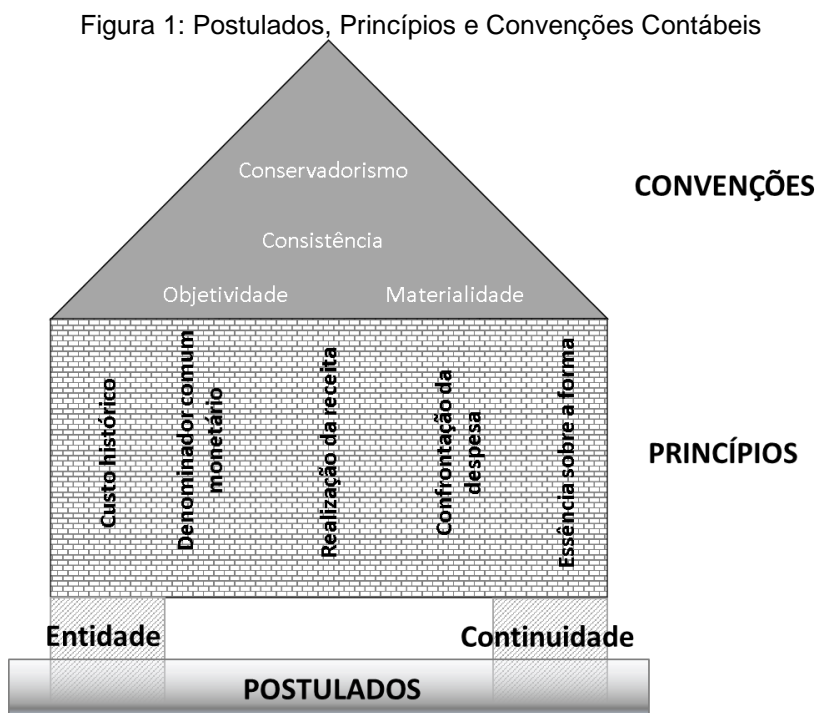 Figura 1: Postulados, Princípios e Convenções Contábeis
Conservadorismo
CONVENÇÕES
Consistência
Objetividade
Materialidade
Custo histórico
Denominador comum
monetário
Realização da receita
Confrontação da
despesa
Essência sobre a forma
PRINCÍPIOS
Entidade
Continuidade
POSTULADOS